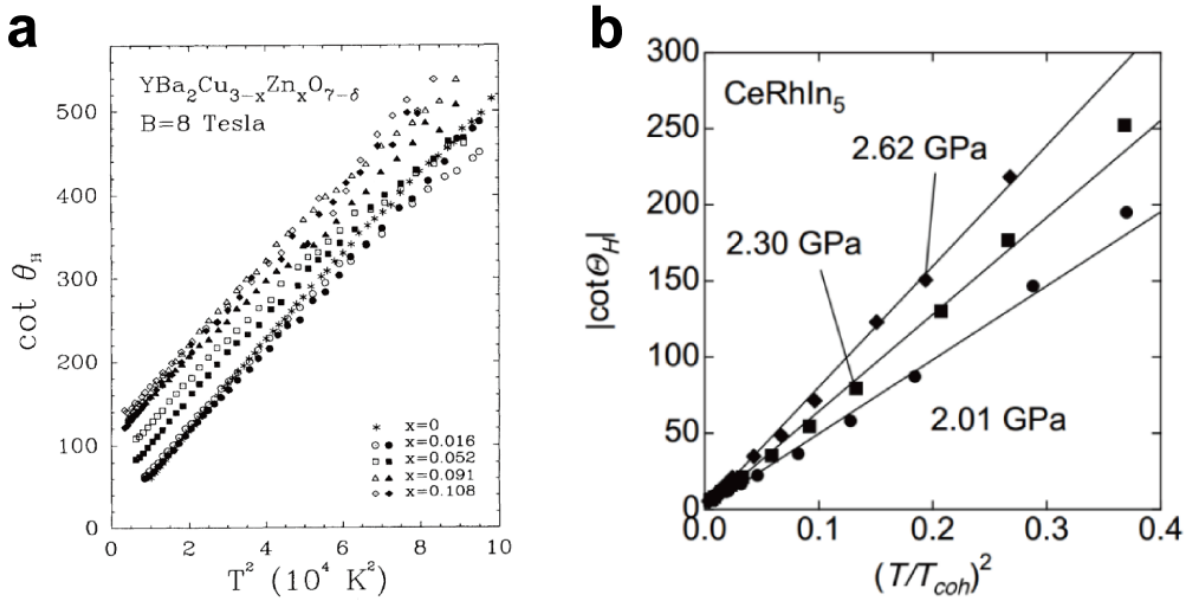 a
YBa₂Cu₃₋ₓZnₓO₇₋δ
B=8 Tesla
cot θH
500
400
300
200
100
0
x=0
x=0.016
x=0.052
x=0.091
x=0.108
0 2 4 6 8 10
T² (10⁴ K²)
b
CeRhIn₅
2.62 GPa
2.30 GPa
2.01 GPa
|cotΘH|
300
250
200
150
100
50
0
0.0 0.1 0.2 0.3 0.4
(T/Tcoh)²